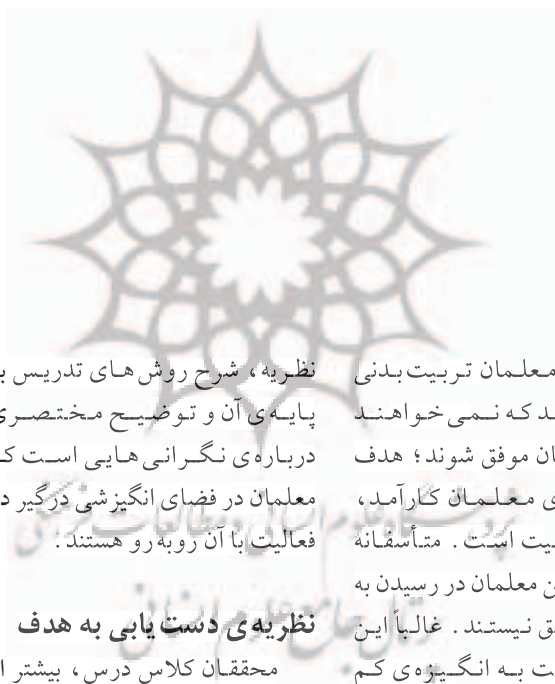 معلمان تربیت‌بدنی
ند که نمی‌خواهند
ان موفق شوند؛ هدف
ی معلمان کارآمد،
یت است. متأسفانه
ن معلمان در رسیدن به
ق نیستند. غالباً این
ت به انگیزه‌ی کم
نظریه، شرح روش‌های تدریس بر
پایه‌ی آن و توضیح مختصری
درباره‌ی نگرانی‌هایی است ک
معلمان در فضای انگیزشی درگیر د
فعالیت با آن روبه‌رو هستند.
نظریه‌ی دست‌یابی به هدف
محققان کلاس درس، بیشتر ا